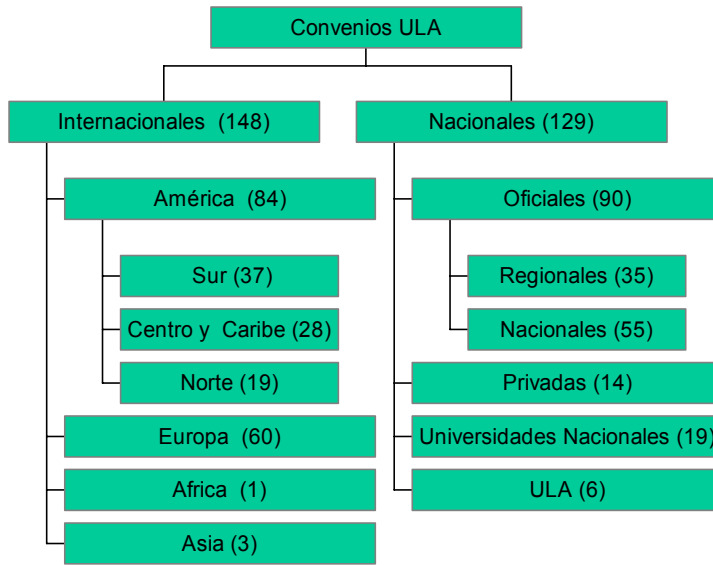 Convenios ULA
Internacionales (148)
América (84)
Sur (37)
Centro y Caribe (28)
Norte (19)
Europa (60)
Africa (1)
Asia (3)
Nacionales (129)
Oficiales (90)
Regionales (35)
Nacionales (55)
Privadas (14)
Universidades Nacionales (19)
ULA (6)